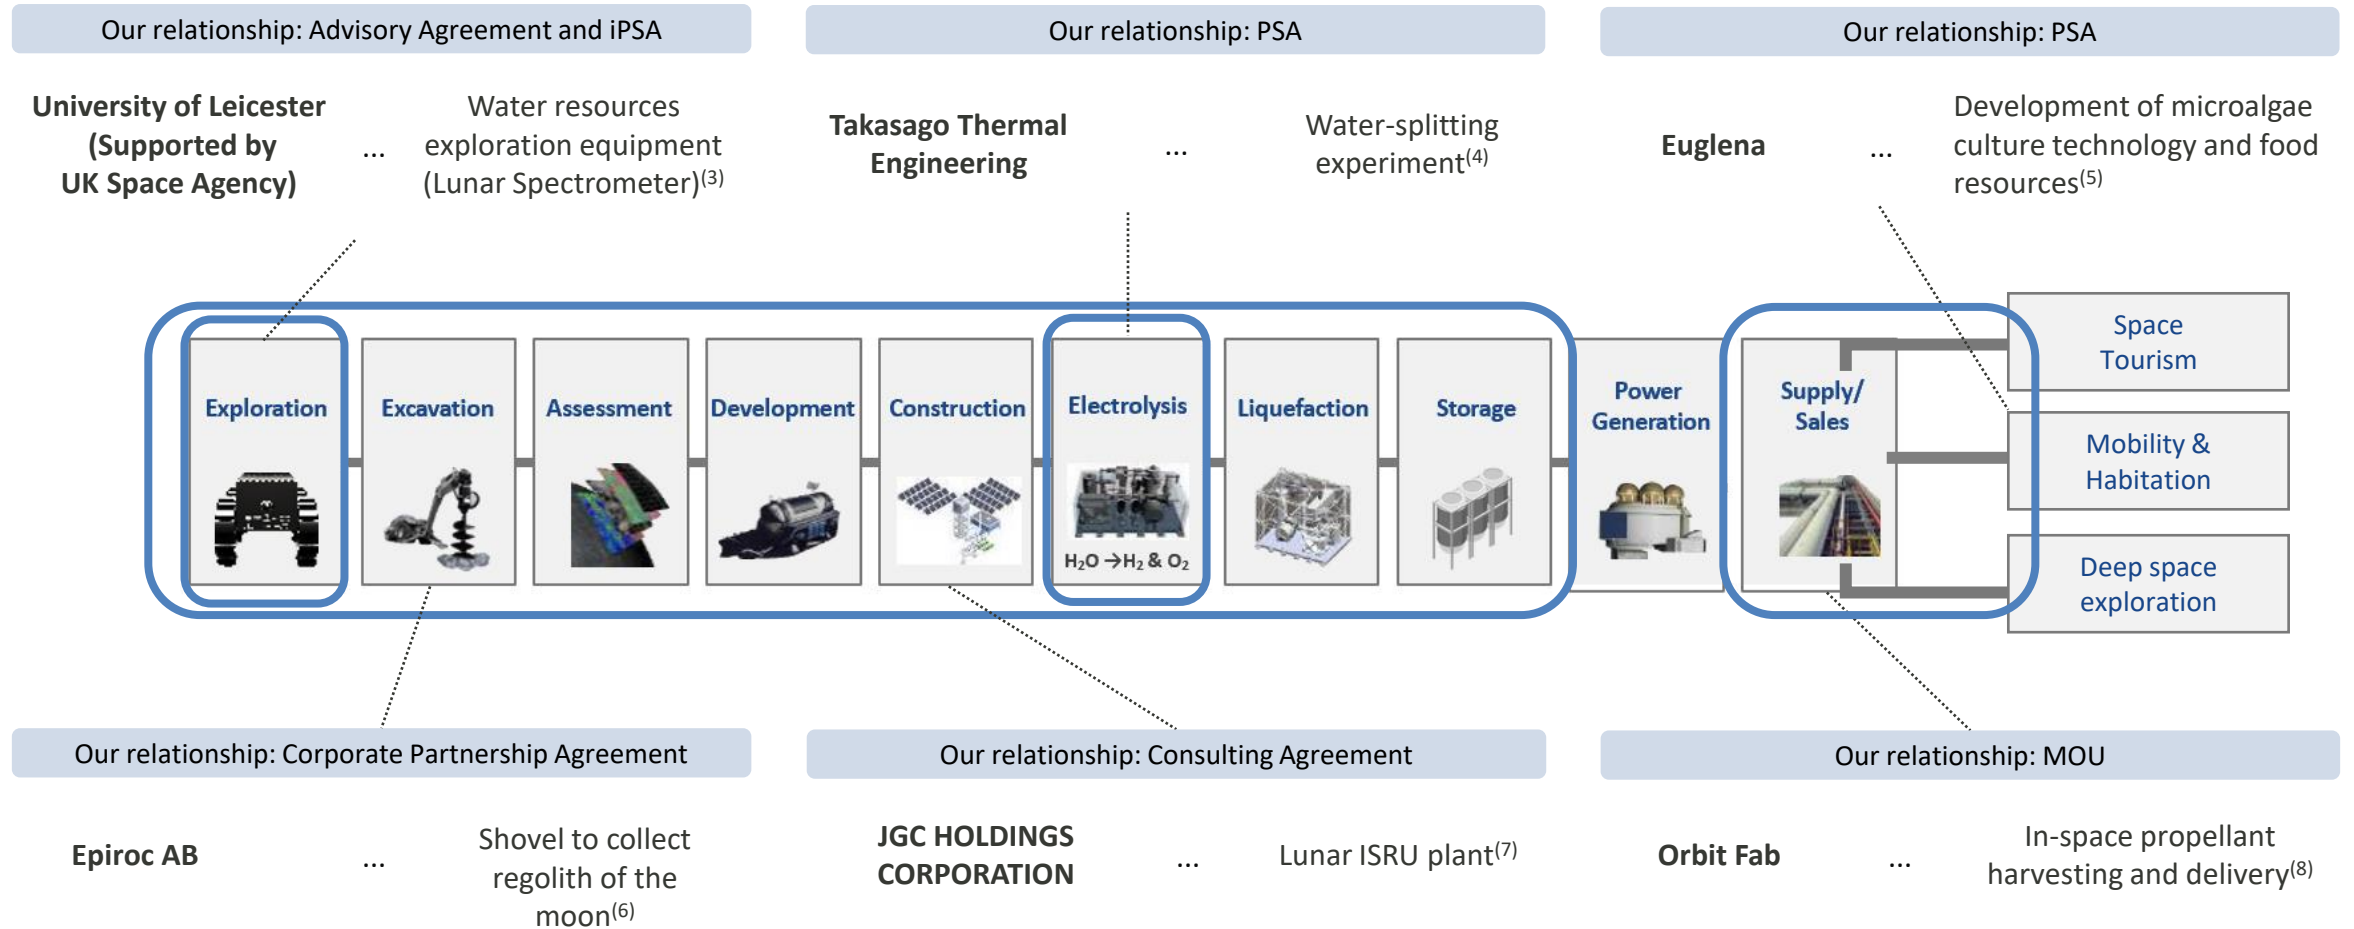 Our relationship: Advisory Agreement and iPSA
University of Leicester
(Supported by
UK Space Agency)
...
Water resources
exploration equipment
(Lunar Spectrometer)(3)
Our relationship: PSA
Takasago Thermal
Engineering
...
Water-splitting
experiment(4)
Our relationship: PSA
Euglena
...
Development of microalgae
culture technology and food
resources(5)
Exploration
Excavation
Assessment
Development
Construction
Electrolysis
H₂O →H₂ & O₂
Liquefaction
Storage
Power
Generation
Supply/
Sales
Space
Tourism
Mobility &
Habitation
Deep space
exploration
Our relationship: Corporate Partnership Agreement
Epiroc AB
...
Shovel to collect
regolith of the
moon(6)
Our relationship: Consulting Agreement
JGC HOLDINGS
CORPORATION
...
Lunar ISRU plant(7)
Our relationship: MOU
Orbit Fab
...
In-space propellant
harvesting and delivery(8)